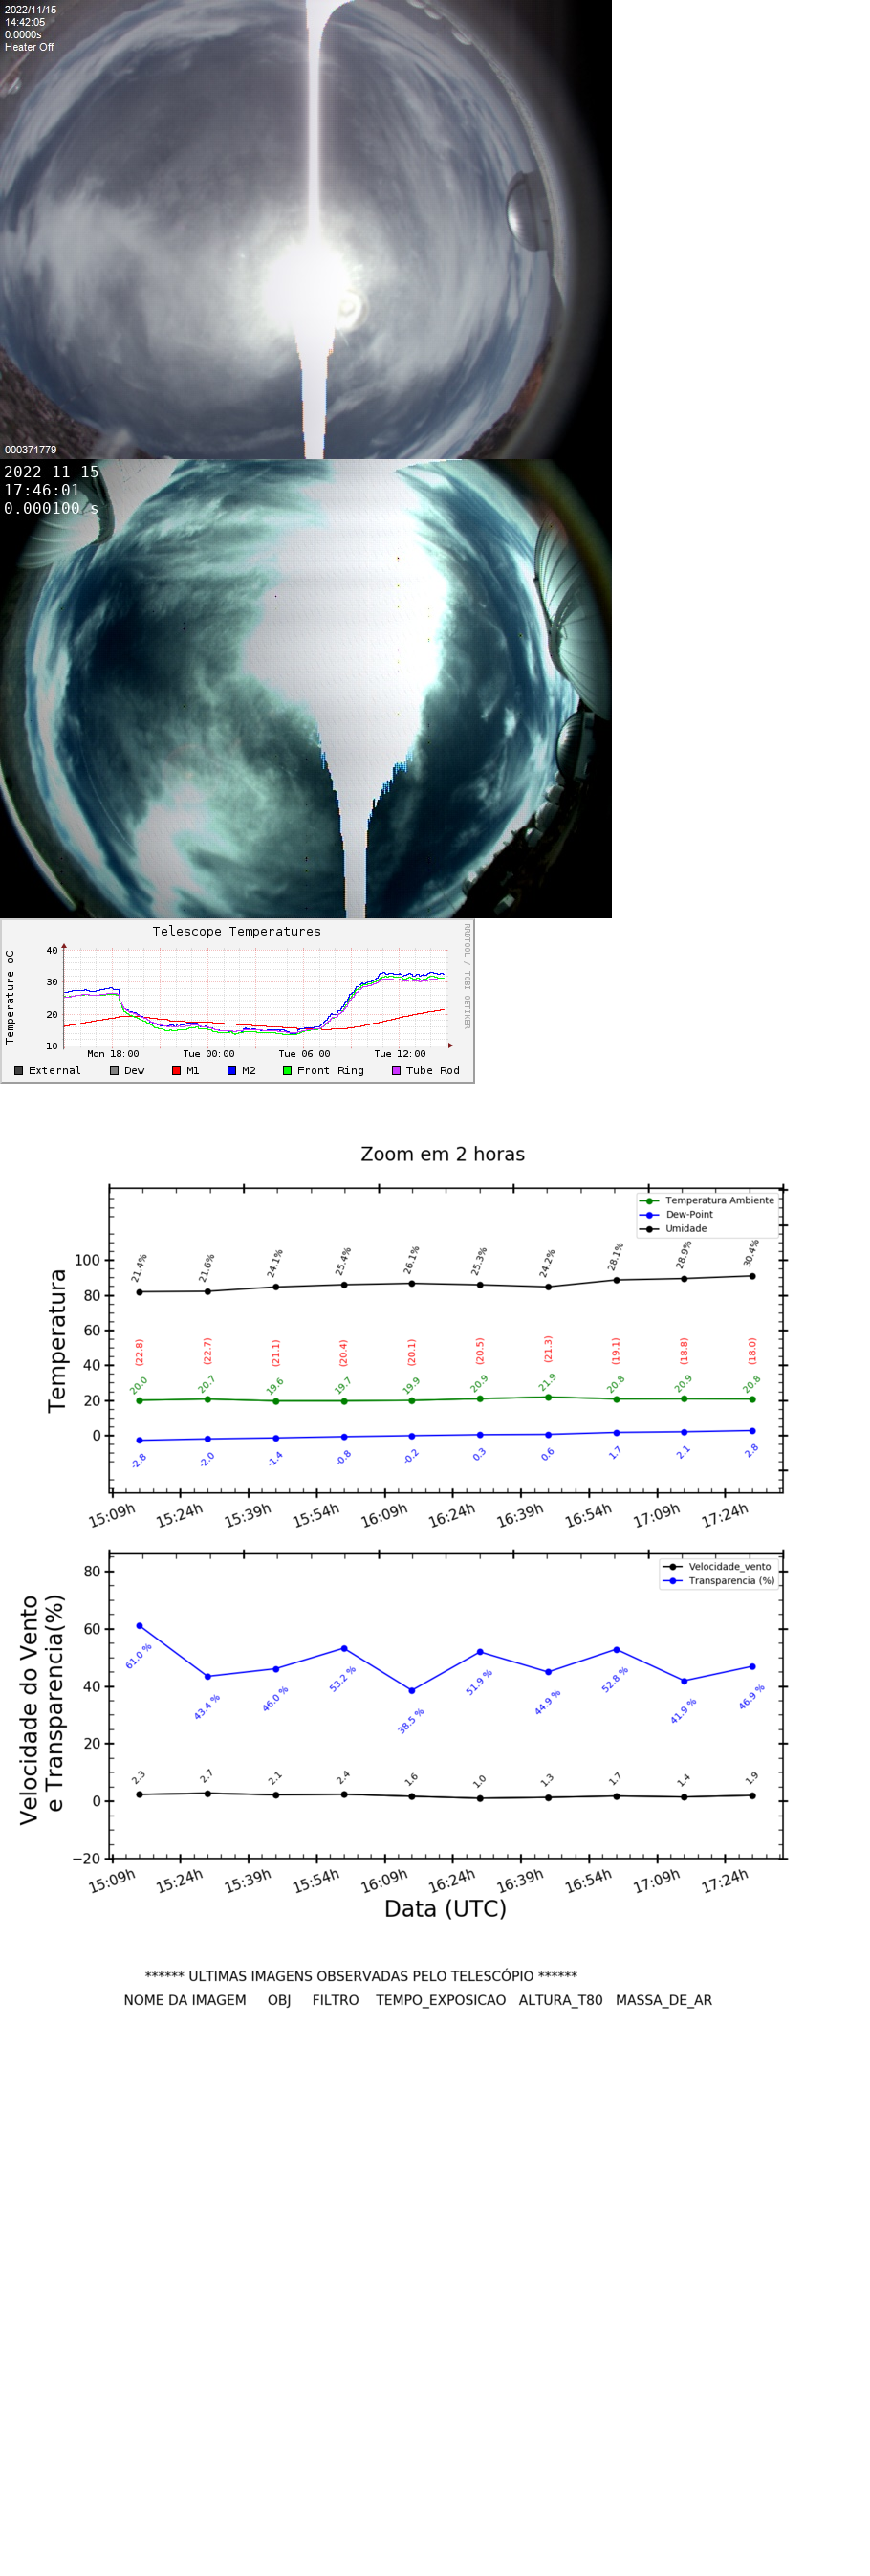 2022/11/15
14:42:05
0.0000s
Heater Off
000371779
2022-11-15
17:46:01
0.000100 s
Telescope Temperatures
RRDTOOL / TOBI OETIKER
Temperature oC
40
30
20
10
Mon 18:00 Tue 00:00 Tue 06:00 Tue 12:00
External Dew M1 M2 Front Ring Tube Rod
Zoom em 2 horas
Temperatura Ambiente
Dew-Point
Umidade
Temperatura
100
80
60
40
20
0
21.4% 21.6% 24.1% 25.4% 26.1% 25.3% 24.2% 28.1% 28.9% 30.4%
(22.8) (22.7) (21.1) (20.4) (20.1) (20.5) (21.3) (19.1) (18.8) (18.0)
20.0 20.7 19.6 19.7 19.9 20.9 21.9 20.8 20.9 20.8
-2.8 -2.0 -1.4 -0.8 -0.2 0.3 0.6 1.7 2.1 2.8
15:09h 15:24h 15:39h 15:54h 16:09h 16:24h 16:39h 16:54h 17:09h 17:24h
Velocidade_vento
Transparencia (%)
Velocidade do Vento
e Transparencia(%)
80
60
40
20
0
−20
61.0 % 43.4 % 46.0 % 53.2 % 38.5 % 51.9 % 44.9 % 52.8 % 41.9 % 46.9 %
2.3 2.7 2.1 2.4 1.6 1.0 1.3 1.7 1.4 1.9
15:09h 15:24h 15:39h 15:54h 16:09h 16:24h 16:39h 16:54h 17:09h 17:24h
Data (UTC)
****** ULTIMAS IMAGENS OBSERVADAS PELO TELESCÓPIO ******
NOME DA IMAGEM OBJ FILTRO TEMPO_EXPOSICAO ALTURA_T80 MASSA_DE_AR